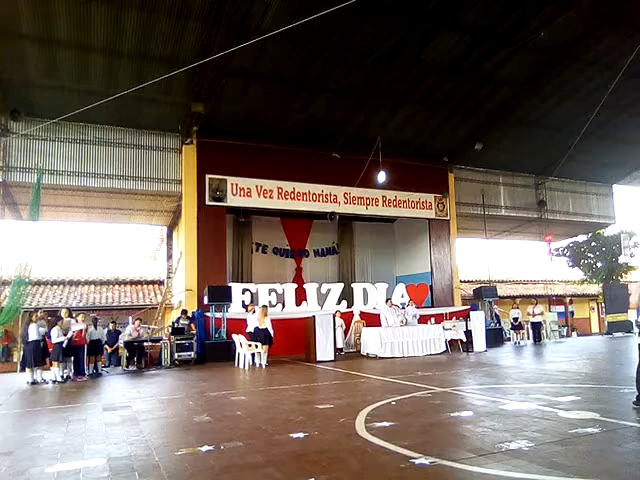 Una Vez Redentorista, Siempre Redentorista
¡TE QUIERO MAMÁ!
FELIZ DIA